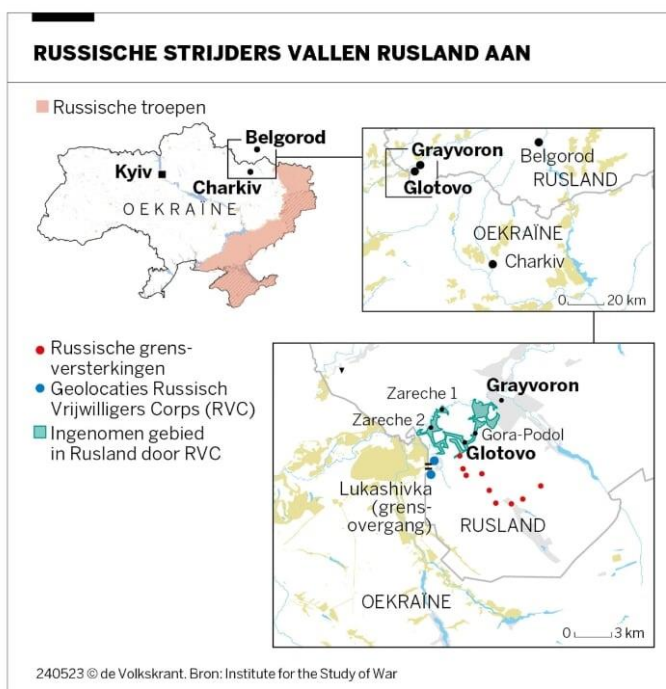 RUSSISCHE STRIJDERS VALLEN RUSLAND AAN
Russische troepen
Belgorod
Kyiv
Charkiv
OEKRAÏNE
Grayvoron
Glotovo
Belgorod
RUSLAND
OEKRAÏNE
Charkiv
0 20 km
Russische grens-
versterkingen
Geolocaties Russisch
Vrijwilligers Corps (RVC)
Ingenomen gebied
in Rusland door RVC
Zareche 1
Grayvoron
Zareche 2
Gora-Podol
Glotovo
Lukashivka
(grens-
overgang)
RUSLAND
OEKRAÏNE
0 3 km
240523 © de Volkskrant. Bron: Institute for the Study of War